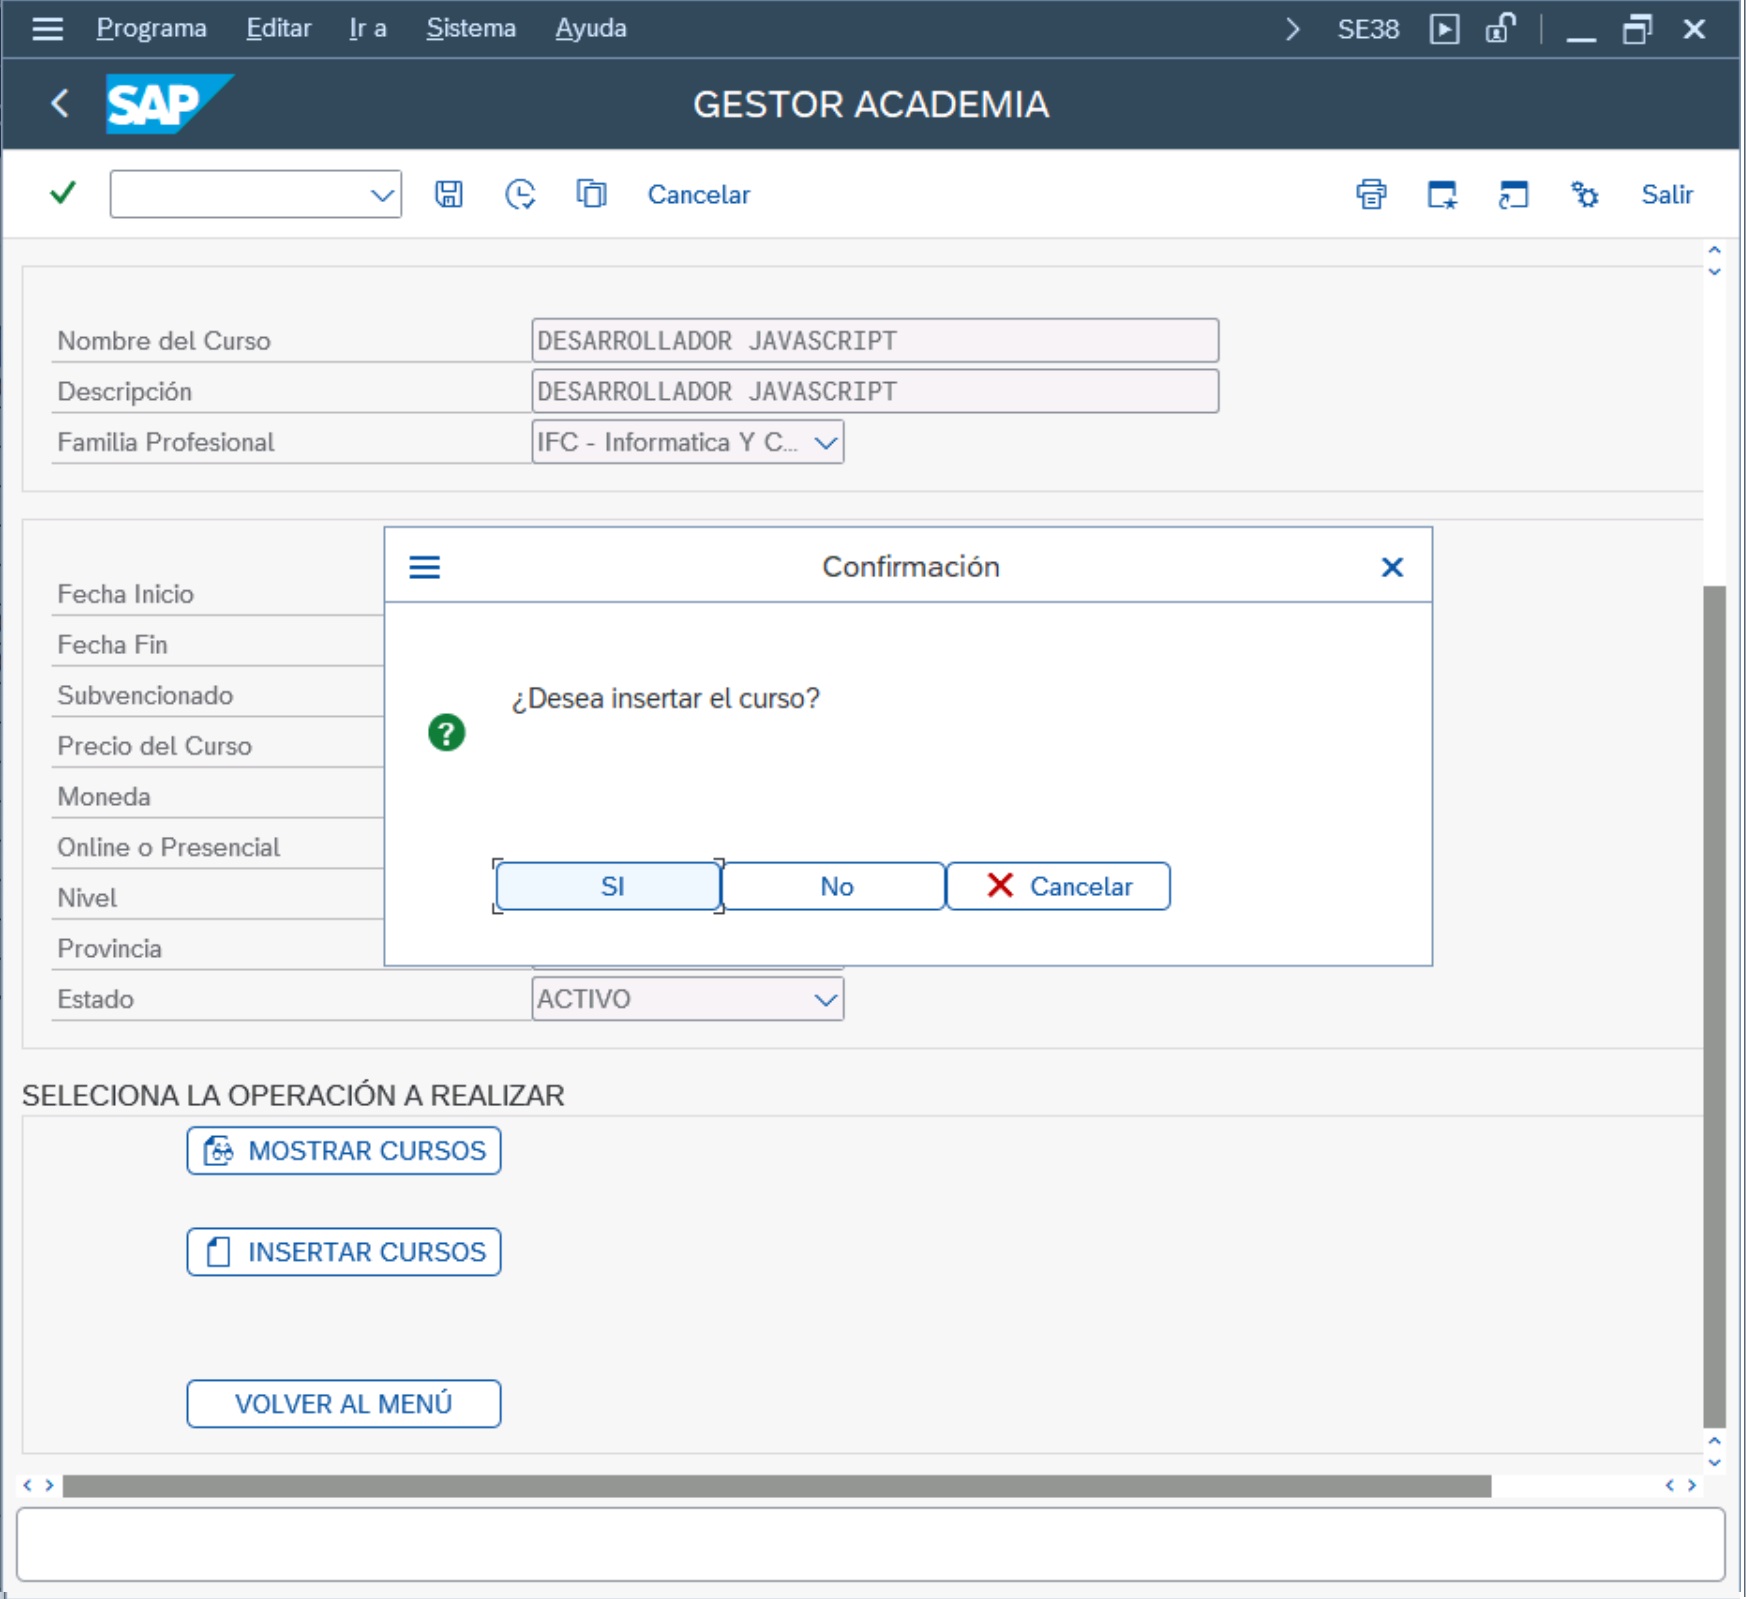 Programa Editar Ir a Sistema Ayuda SE38
SAP GESTOR ACADEMIA
Cancelar Salir
Nombre del Curso DESARROLLADOR JAVASCRIPT
Descripción DESARROLLADOR JAVASCRIPT
Familia Profesional IFC - Informatica Y C...
Confirmación
Fecha Inicio
Fecha Fin
Subvencionado
¿Desea insertar el curso?
Precio del Curso
Moneda
Online o Presencial
Nivel
SI No Cancelar
Provincia
Estado ACTIVO
SELECIONA LA OPERACIÓN A REALIZAR
MOSTRAR CURSOS
INSERTAR CURSOS
VOLVER AL MENÚ